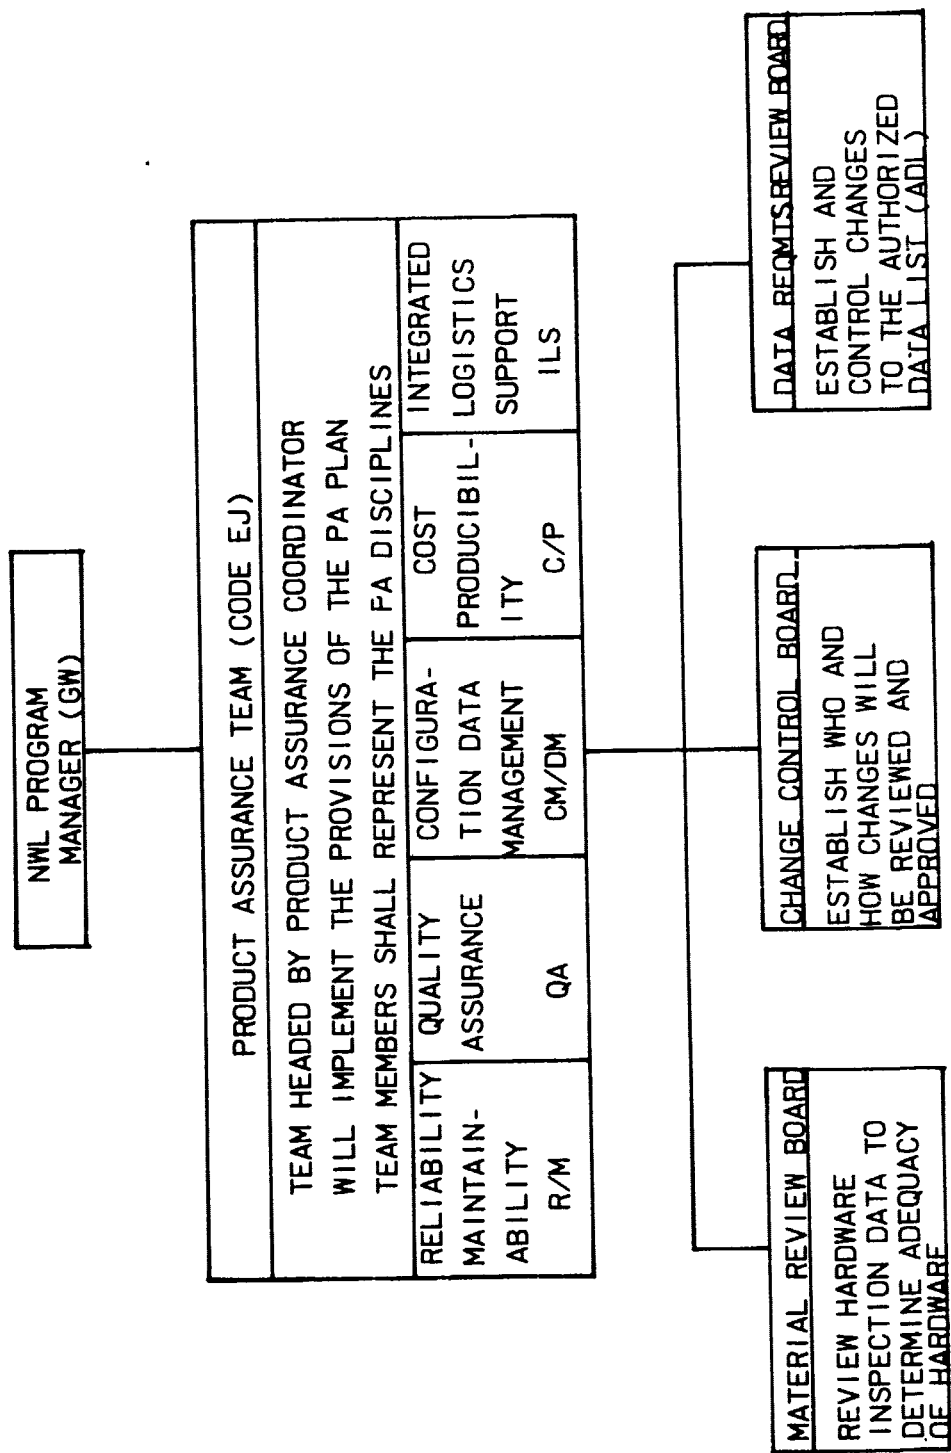 NWL PROGRAM
MANAGER (GW)
PRODUCT ASSURANCE TEAM (CODE EJ)
TEAM HEADED BY PRODUCT ASSURANCE COORDINATOR
WILL IMPLEMENT THE PROVISIONS OF THE PA PLAN
TEAM MEMBERS SHALL REPRESENT THE PA DISCIPLINES
RELIABILITY
MAINTAIN-
ABILITY
R/M
QUALITY
ASSURANCE
QA
CONFIGURA-
TION DATA
MANAGEMENT
CM/DM
COST
PRODUCIBIL-
ITY
C/P
INTEGRATED
LOGISTICS
SUPPORT
ILS
MATERIAL REVIEW BOARD
REVIEW HARDWARE
INSPECTION DATA TO
DETERMINE ADEQUACY
OF HARDWARE
CHANGE CONTROL BOARD
ESTABLISH WHO AND
HOW CHANGES WILL
BE REVIEWED AND
APPROVED
DATA REQMTS REVIEW BOARD
ESTABLISH AND
CONTROL CHANGES
TO THE AUTHORIZED
DATA LIST (ADL)